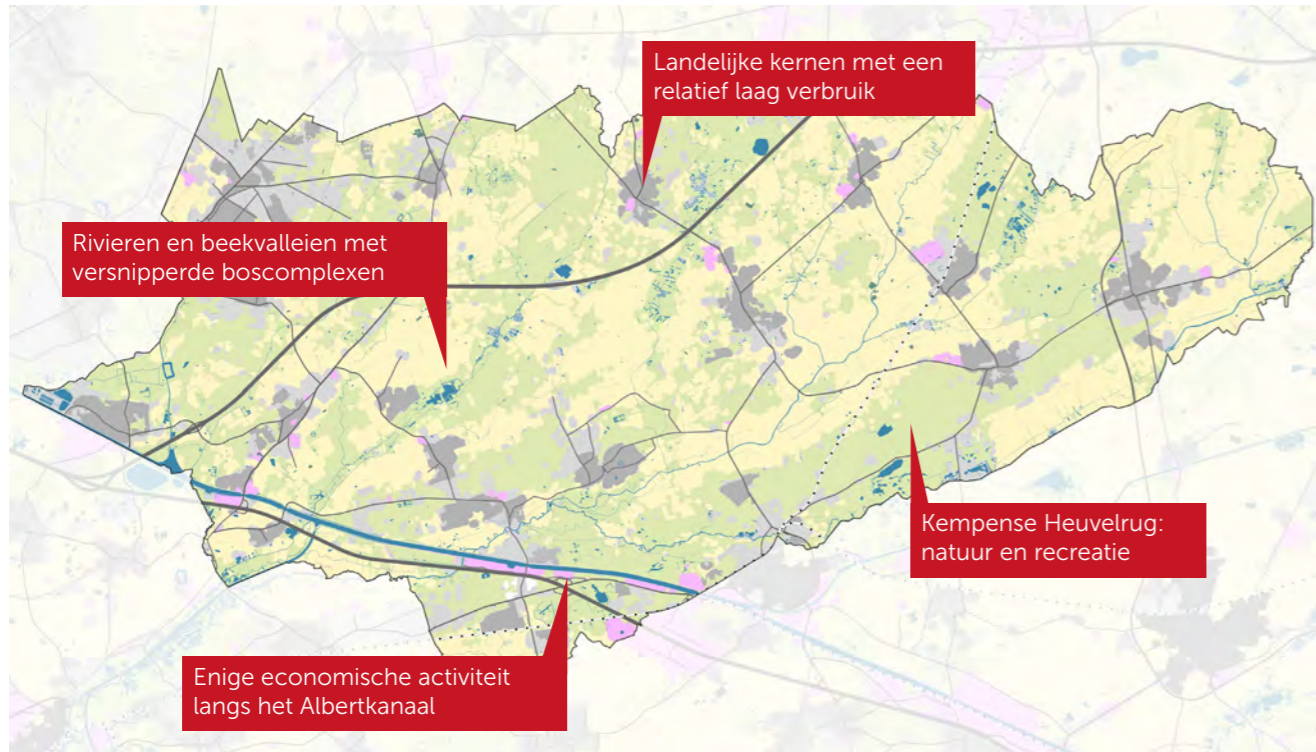 Landelijke kernen met een
relatief laag verbruik
Rivieren en beekvalleien met
versnipperde boscomplexen
Kempense Heuvelrug:
natuur en recreatie
Enige economische activiteit
langs het Albertkanaal